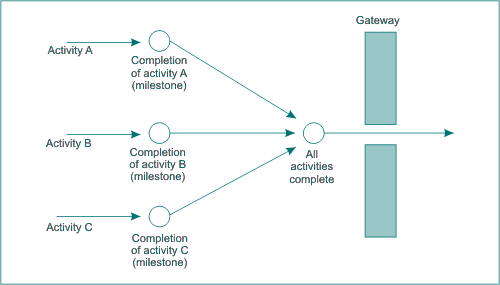 Gateway
Activity A
Completion
of activity A
(milestone)
Activity B
Completion
of activity B
(milestone)
All
activities
complete
Activity C
Completion
of activity C
(milestone)